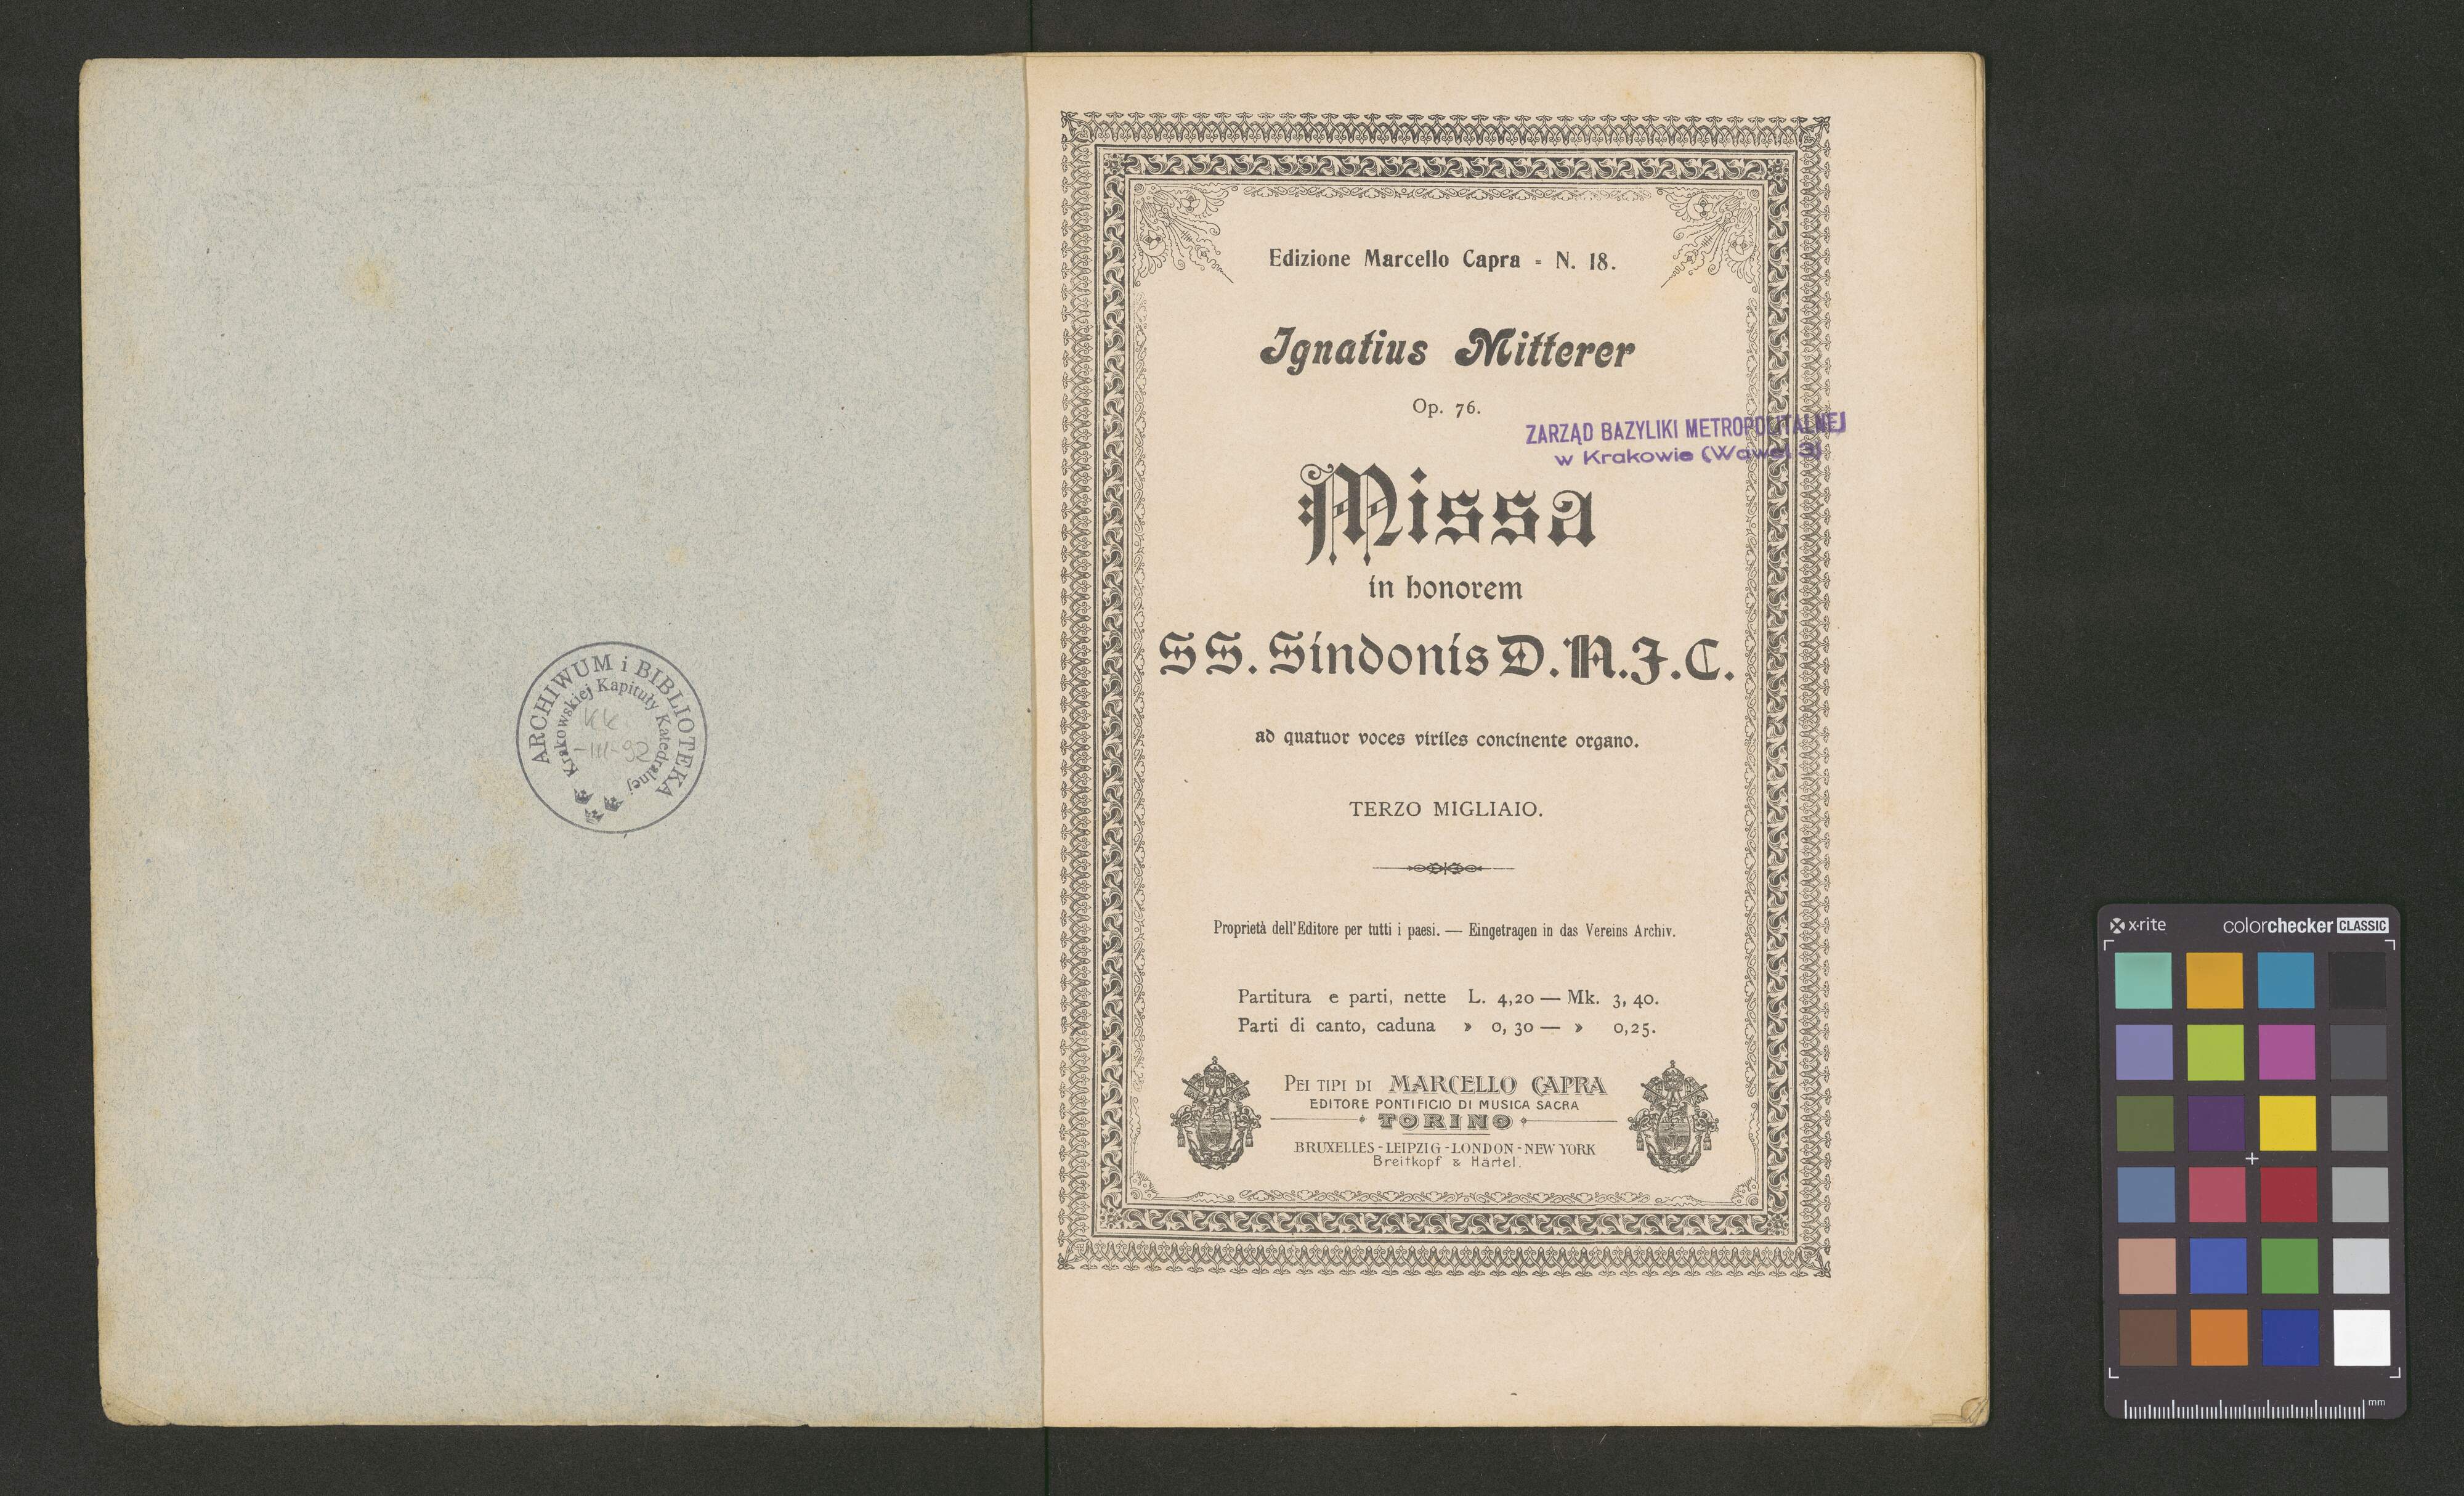 ARCHIWUM i BIBLIOTEKA
Krakowskiej Kapituły Katedralnej
KK
-III-92
Edizione Marcello Capra - N. 18.
Ignatius Mitterer
Op. 76.
ZARZĄD BAZYLIKI METROPOLITALNEJ
w Krakowie (Wawel 3)
Missa
in honorem
SS. Sindonis D. N. J. C.
ad quatuor voces viriles concinente organo.
TERZO MIGLIAIO.
Proprietà dell'Editore per tutti i paesi. — Eingetragen in das Vereins Archiv.
Partitura e parti, nette L. 4,20 — Mk. 3, 40.
Parti di canto, caduna » 0, 30 — » 0,25.
PEI TIPI DI MARCELLO CAPRA
EDITORE PONTIFICIO DI MUSICA SACRA
TORINO
BRUXELLES - LEIPZIG - LONDON - NEW YORK
Breitkopf & Härtel.
x-rite colorchecker CLASSIC
mm